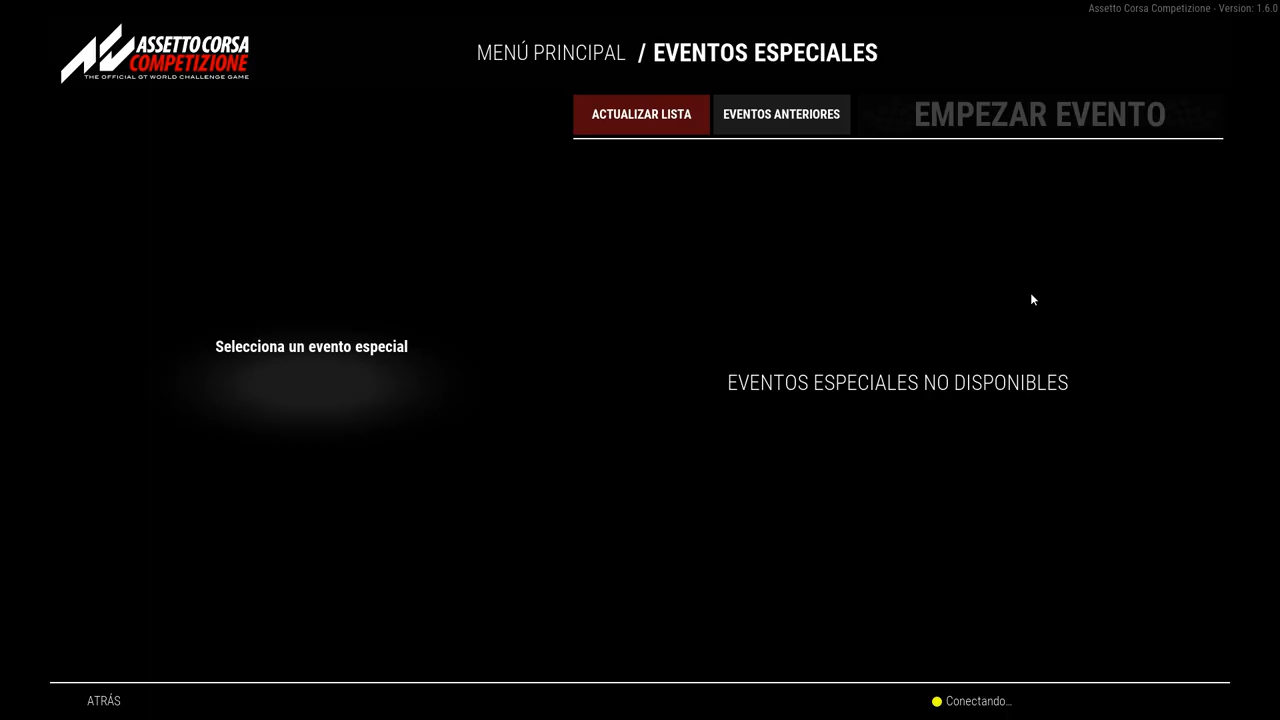 Assetto Corsa Competizione - Version: 1.6.0
ASSETTO CORSA
COMPETIZIONE
THE OFFICIAL GT WORLD CHALLENGE GAME
MENÚ PRINCIPAL / EVENTOS ESPECIALES
ACTUALIZAR LISTA
EVENTOS ANTERIORES
EMPEZAR EVENTO
Selecciona un evento especial
EVENTOS ESPECIALES NO DISPONIBLES
ATRÁS
Conectando...